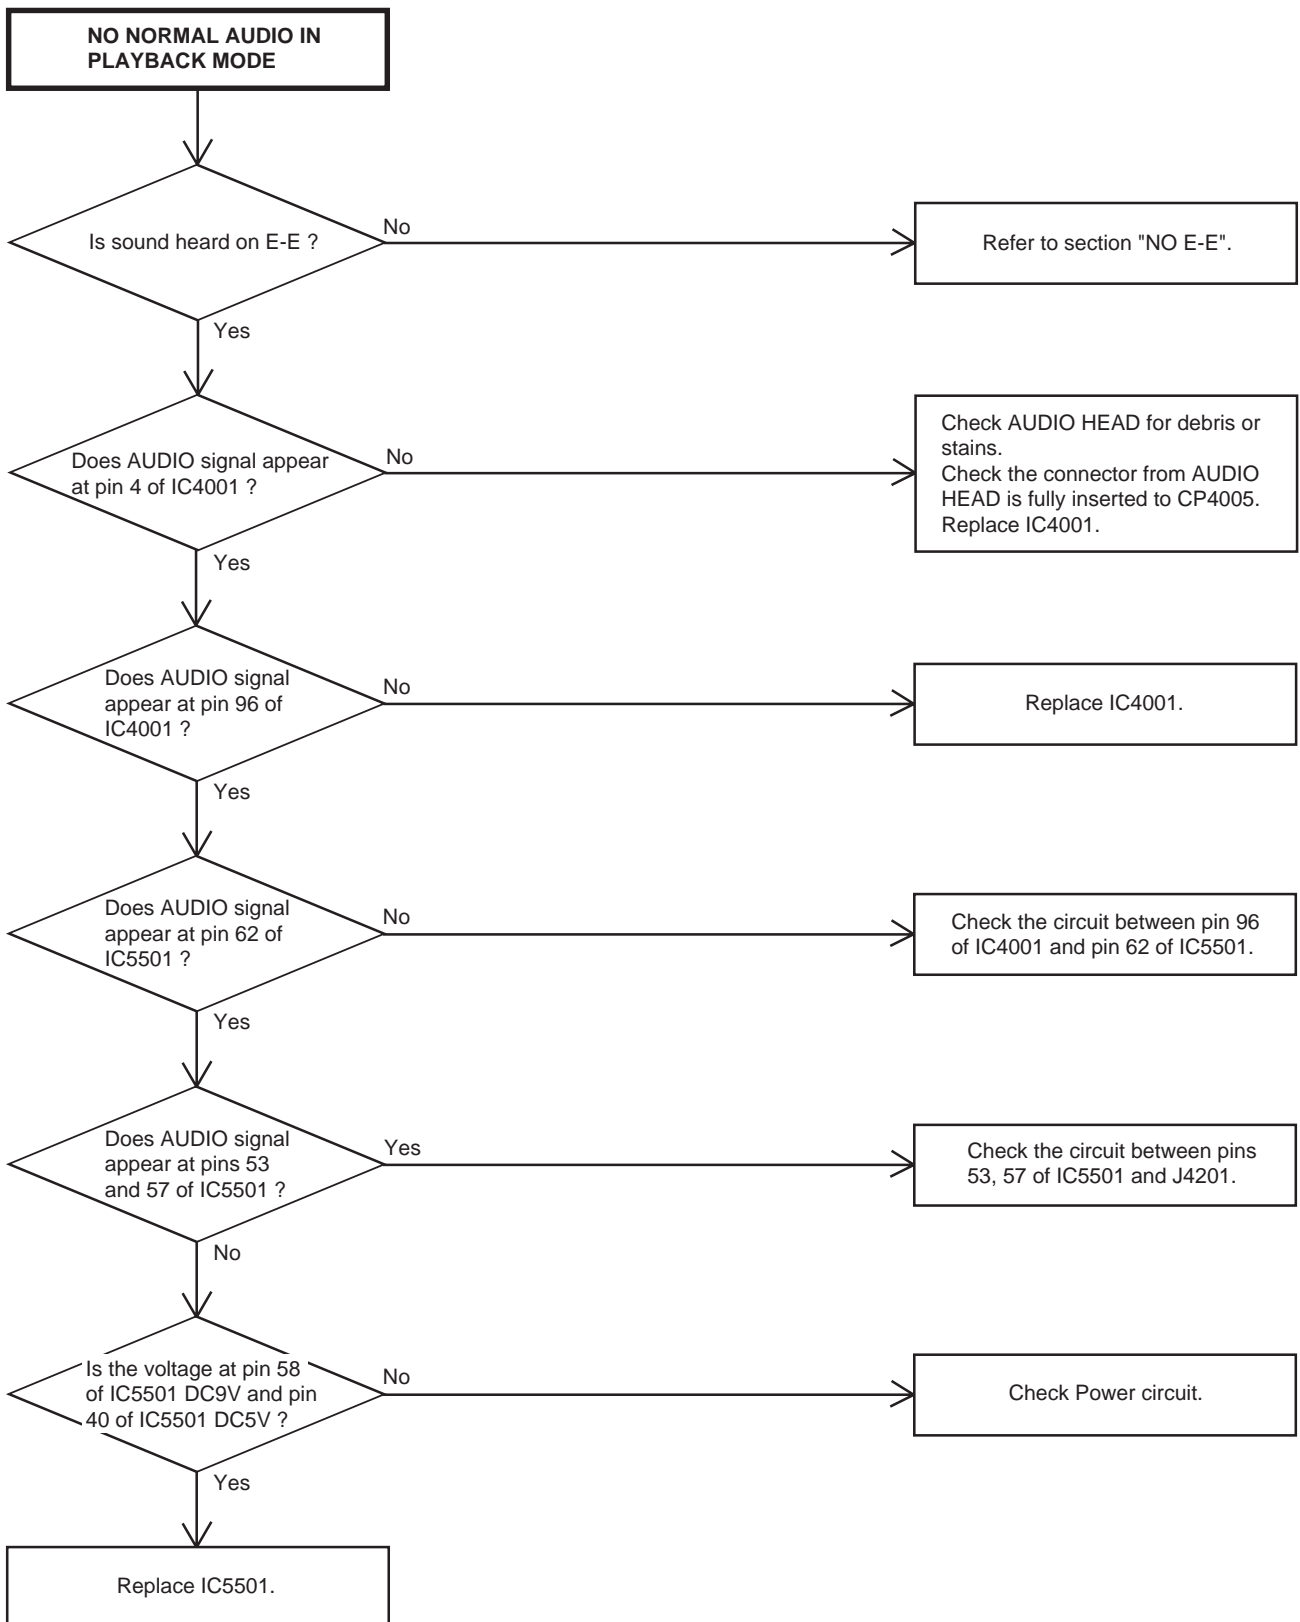 NO NORMAL AUDIO IN
PLAYBACK MODE
Is sound heard on E-E ?
No
Refer to section "NO E-E".
Yes
Does AUDIO signal appear
at pin 4 of IC4001 ?
No
Check AUDIO HEAD for debris or
stains.
Check the connector from AUDIO
HEAD is fully inserted to CP4005.
Replace IC4001.
Yes
Does AUDIO signal
appear at pin 96 of
IC4001 ?
No
Replace IC4001.
Yes
Does AUDIO signal
appear at pin 62 of
IC5501 ?
No
Check the circuit between pin 96
of IC4001 and pin 62 of IC5501.
Yes
Does AUDIO signal
appear at pins 53
and 57 of IC5501 ?
Yes
Check the circuit between pins
53, 57 of IC5501 and J4201.
No
Is the voltage at pin 58
of IC5501 DC9V and pin
40 of IC5501 DC5V ?
No
Check Power circuit.
Yes
Replace IC5501.